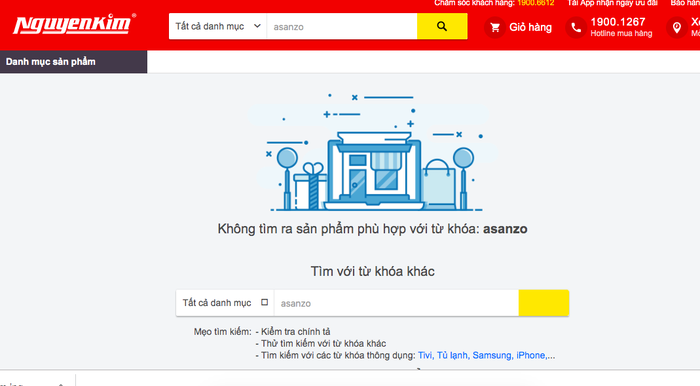 Chăm sóc khách hàng: 1900.6612 Tải App nhận ngày ưu đãi Bảo hàn
NguyenKim® Tất cả danh mục asanzo Giỏ hàng 1900.1267
Hotline mua hàng
Danh mục sản phẩm
Không tìm ra sản phẩm phù hợp với từ khóa: asanzo
Tìm với từ khóa khác
Tất cả danh mục asanzo
Mẹo tìm kiếm: - Kiểm tra chính tả
- Thử tìm kiếm với từ khóa khác
- Tìm kiếm với các từ khóa thông dụng: Tivi, Tủ lạnh, Samsung, iPhone,...